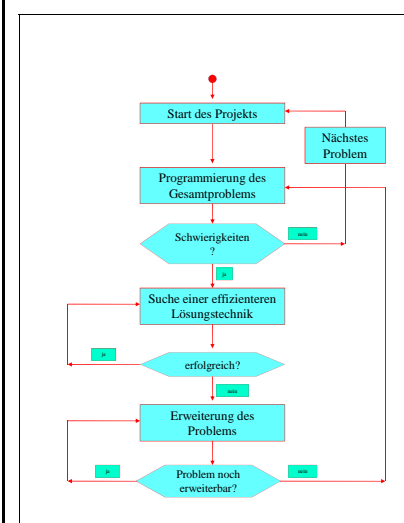 Start des Projekts
Nächstes
Problem
Programmierung des
Gesamtproblems
Schwierigkeiten
?
nein
ja
Suche einer effizienteren
Lösungstechnik
ja
erfolgreich?
nein
Erweiterung des
Problems
ja
Problem noch
erweiterbar?
nein